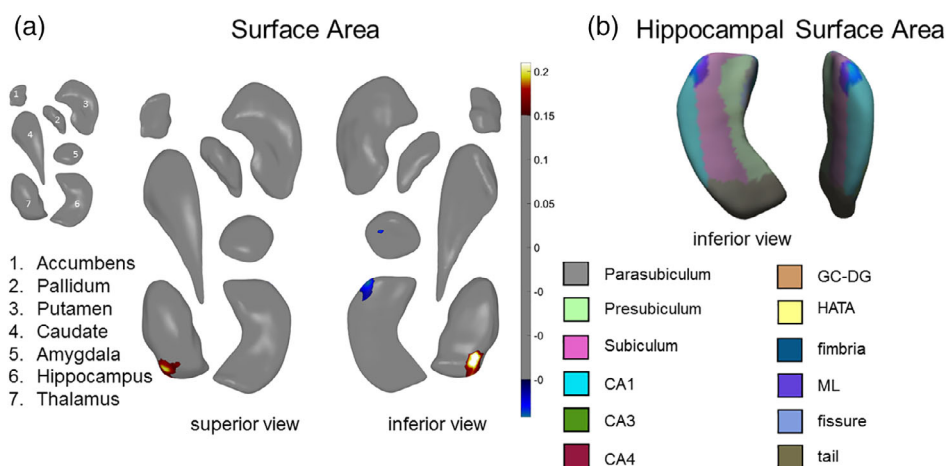 (a)
Surface Area
1
2
3
4
5
6
7
1. Accumbens
2. Pallidum
3. Putamen
4. Caudate
5. Amygdala
6. Hippocampus
7. Thalamus
superior view
inferior view
0.2
0.15
0.1
0.05
0
-0
-0
-0
(b)
Hippocampal Surface Area
inferior view
Parasubiculum
Presubiculum
Subiculum
CA1
CA3
CA4
GC-DG
HATA
fimbria
ML
fissure
tail